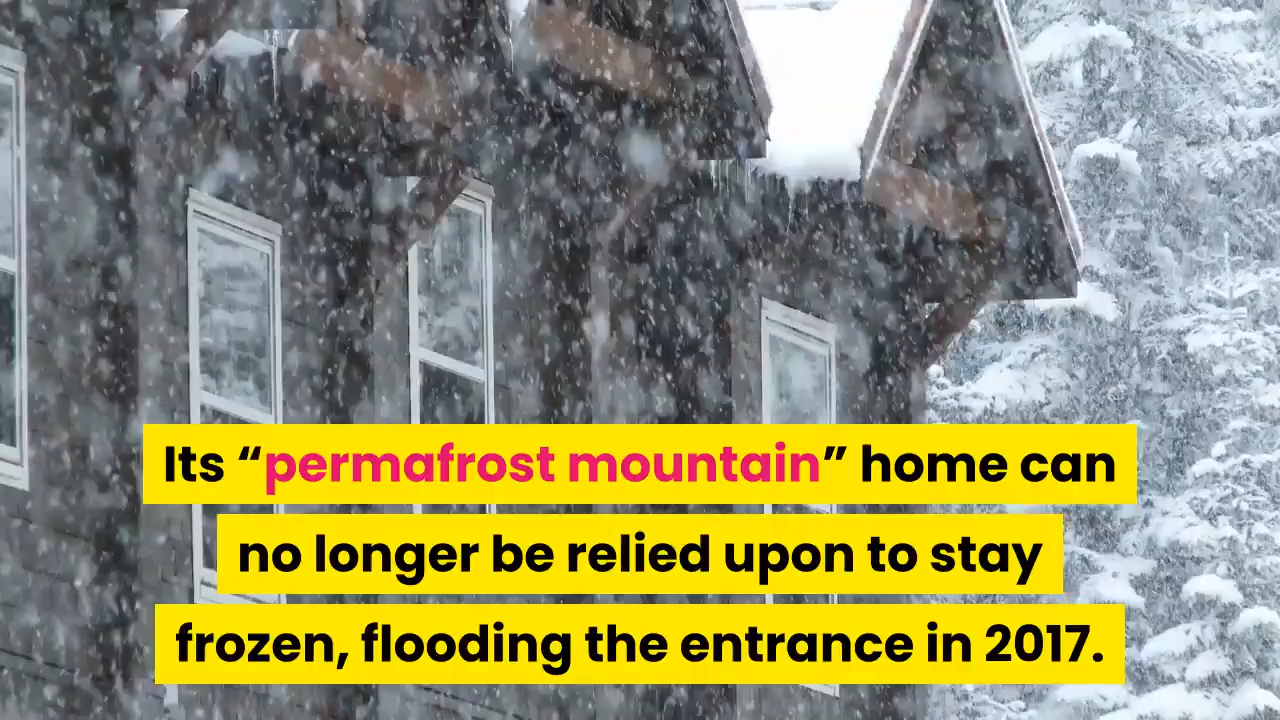 Its “permafrost mountain” home can
no longer be relied upon to stay
frozen, flooding the entrance in 2017.